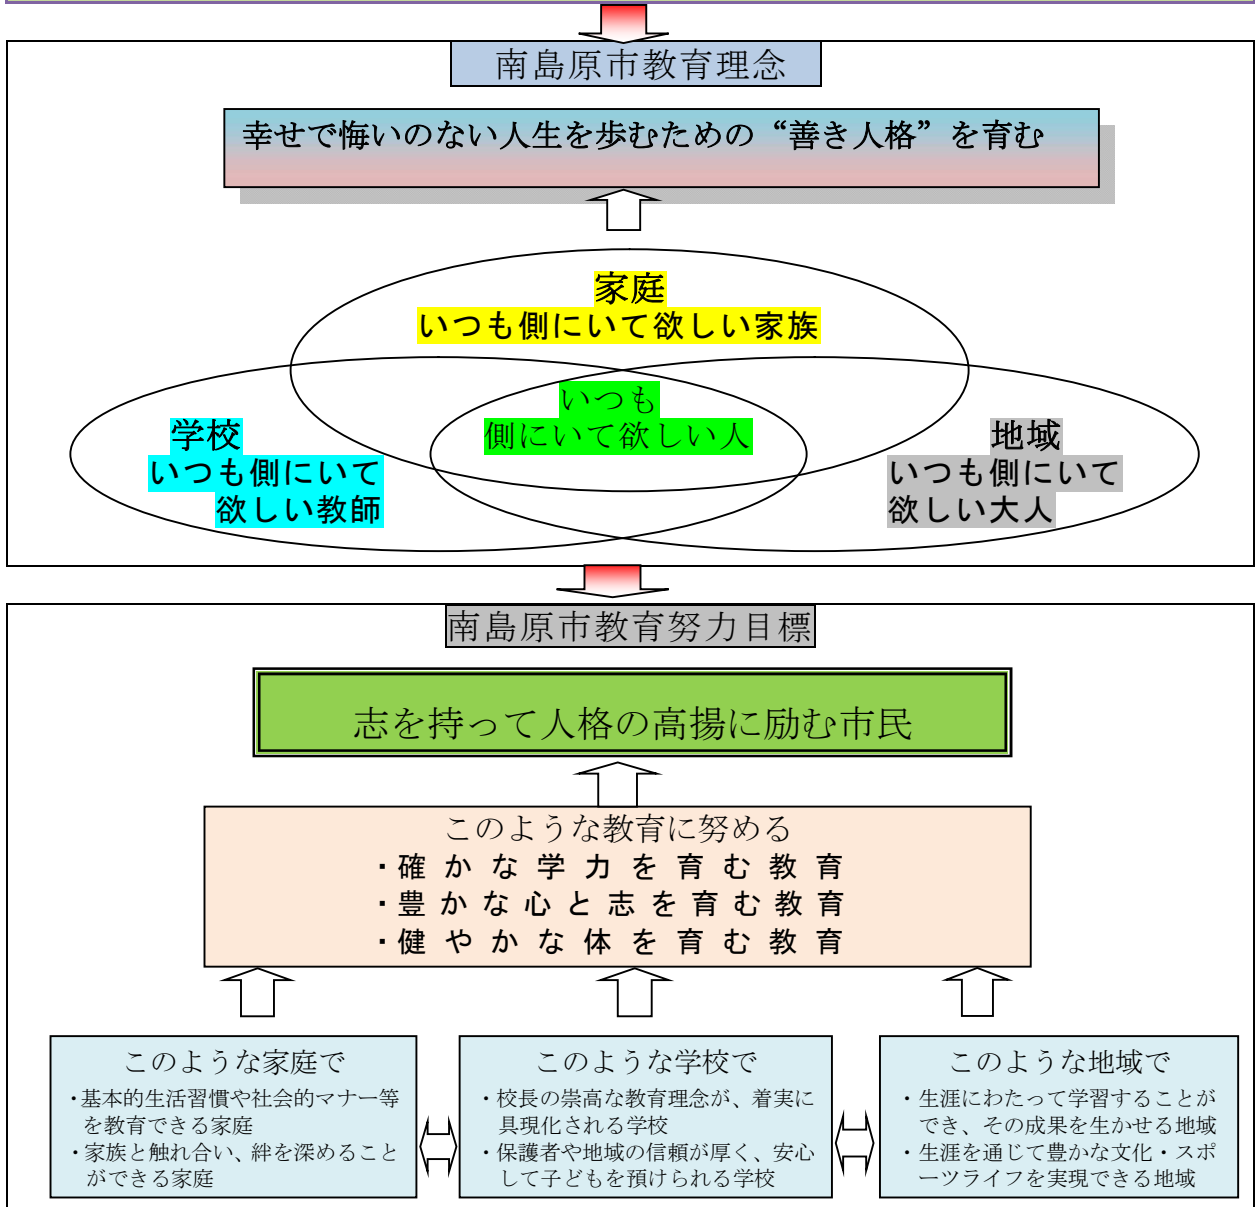 南島原市教育理念
幸せで悔いのない人生を歩むための“善き人格”を育む
家庭
いつも側にいて欲しい家族
いつも
側にいて欲しい人
学校
いつも側にいて
欲しい教師
地域
いつも側にいて
欲しい大人
南島原市教育努力目標
志を持って人格の高揚に励む市民
このような教育に努める
・確かな学力を育む教育
・豊かな心と志を育む教育
・健やかな体を育む教育
このような家庭で
・基本的生活習慣や社会的マナー等
を教育できる家庭
・家族と触れ合い、絆を深めること
ができる家庭
このような学校で
・校長の崇高な教育理念が、着実に
具現化される学校
・保護者や地域の信頼が厚く、安心
して子どもを預けられる学校
このような地域で
・生涯にわたって学習することが
でき、その成果を生かせる地域
・生涯を通じて豊かな文化・スポ
ーツライフを実現できる地域